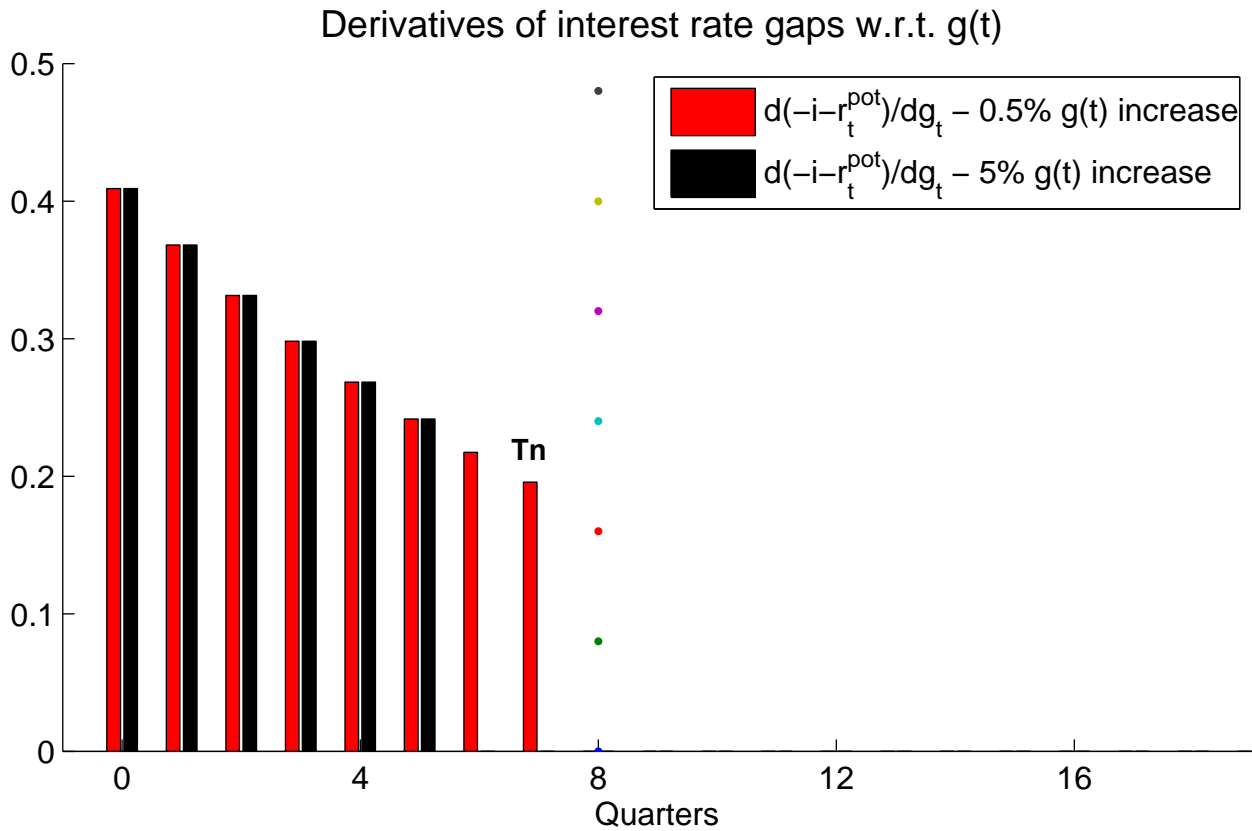 Derivatives of interest rate gaps w.r.t. g(t)
0.5
d(−i−r_t^pot)/dg_t − 0.5% g(t) increase
d(−i−r_t^pot)/dg_t − 5% g(t) increase
0.4
0.3
Tn
0.2
0.1
0
0 4 8 12 16
Quarters